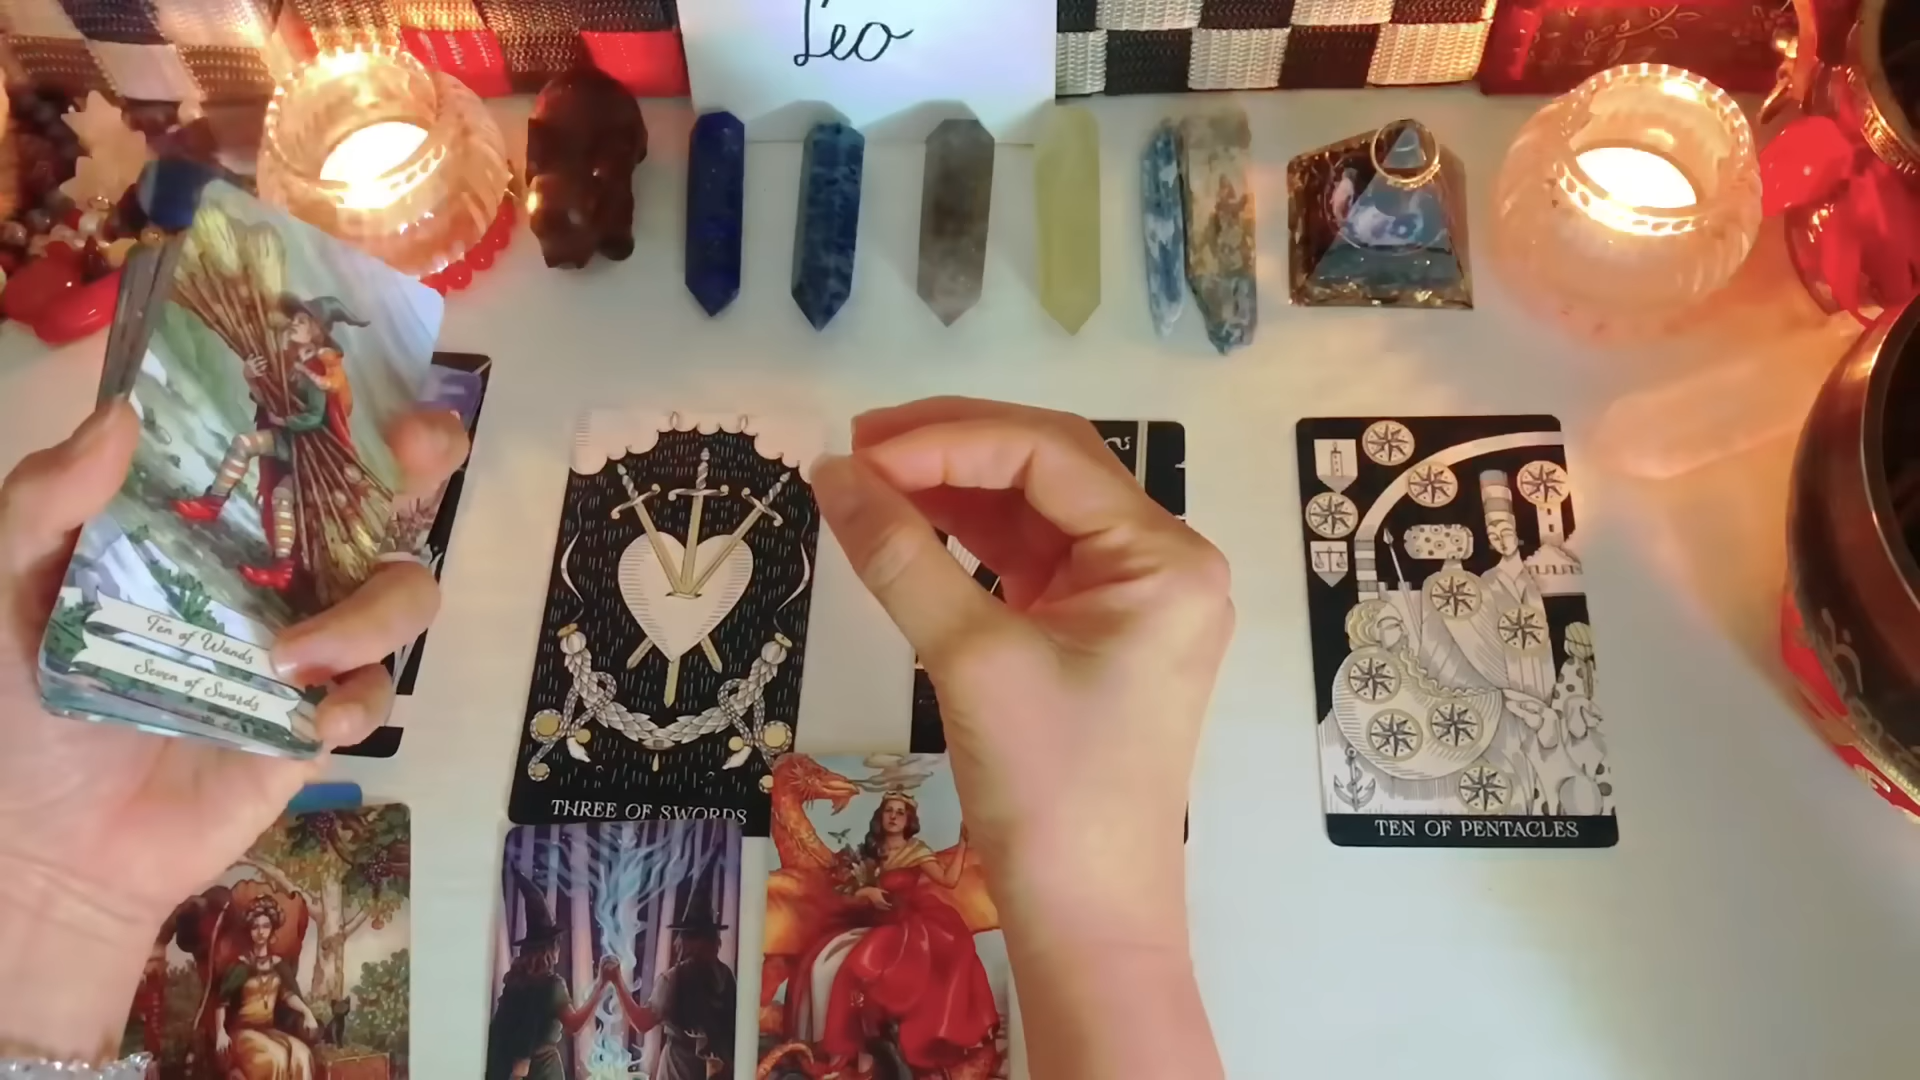 Leo
Ten of Wands
Seven of Swords
THREE OF SWORDS
TEN OF PENTACLES